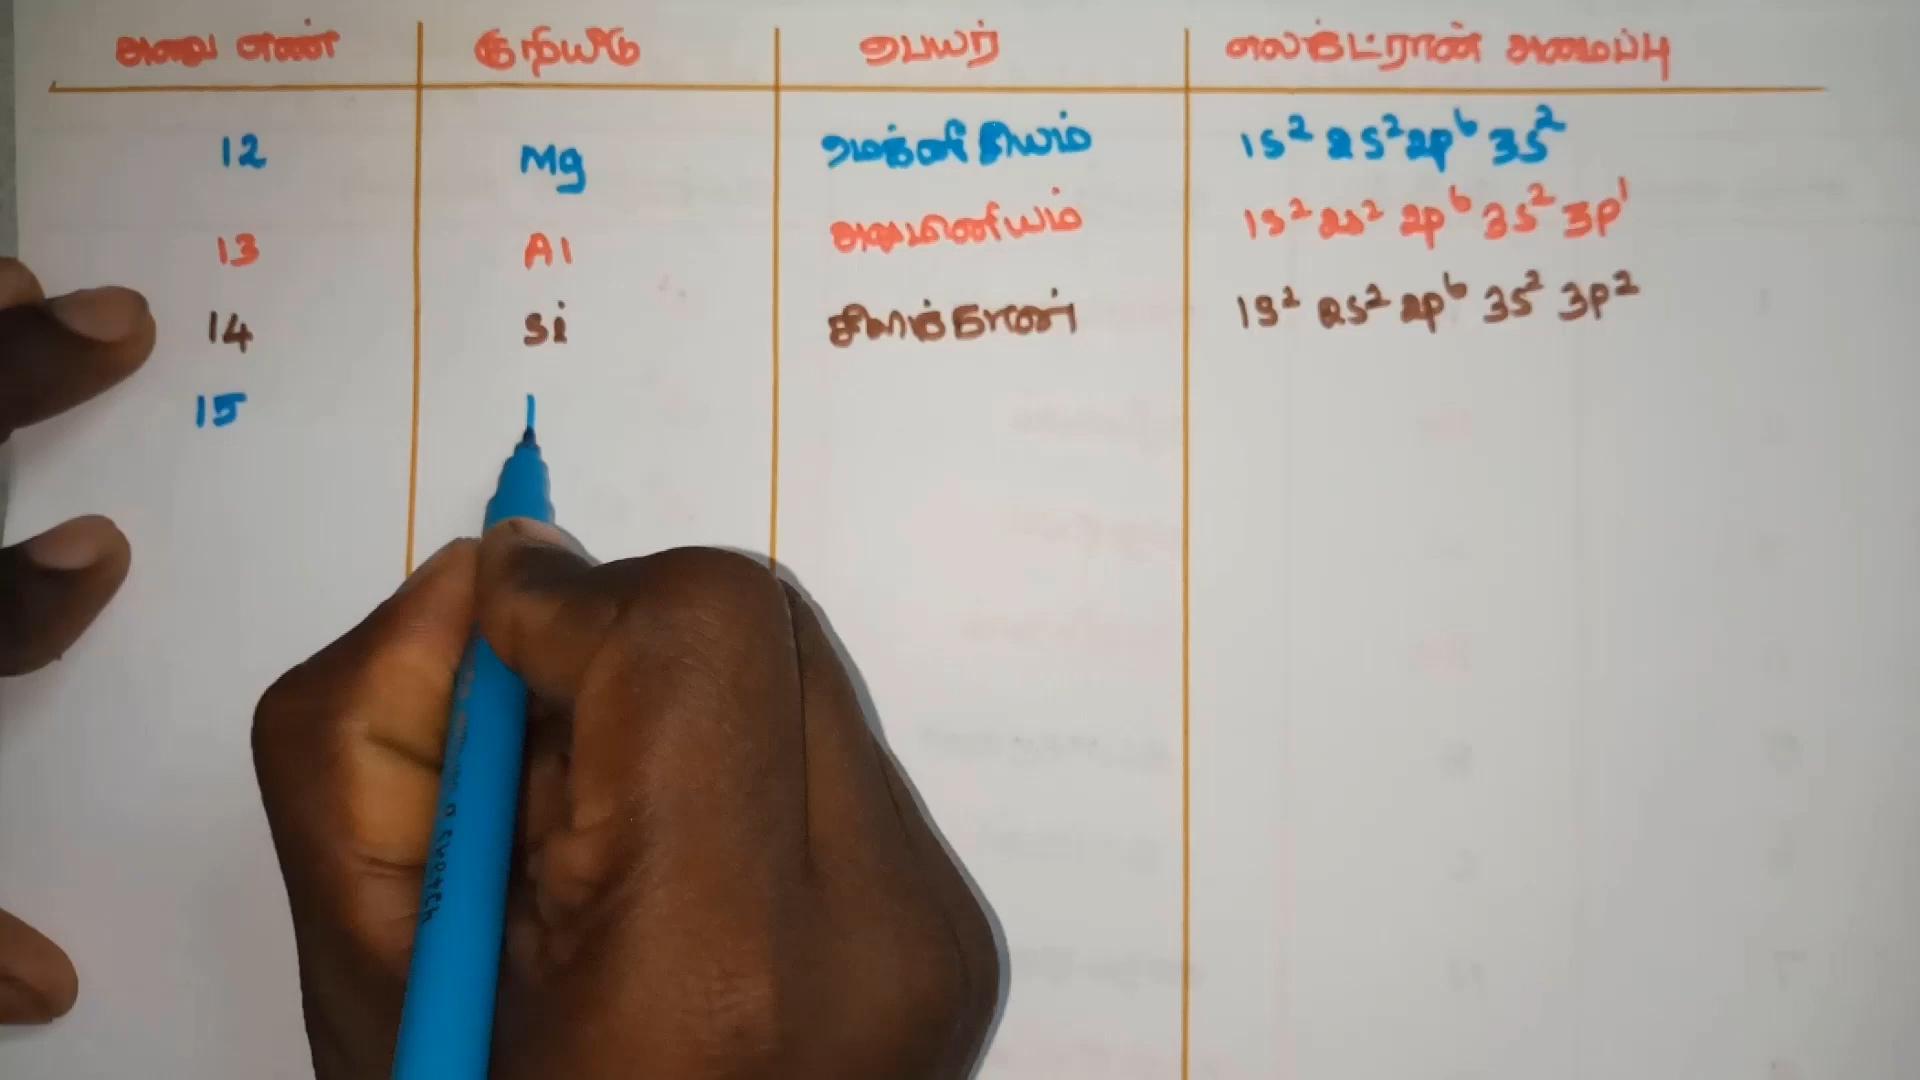 அணு எண் குறியீடு பெயர் எலக்ட்ரான் அமைப்பு
12 Mg மெக்னீசியம் 1s² 2s² 2p⁶ 3s²
13 Al அலுமினியம் 1s² 2s² 2p⁶ 3s² 3p¹
14 Si சிலிக்கான் 1s² 2s² 2p⁶ 3s² 3p²
15